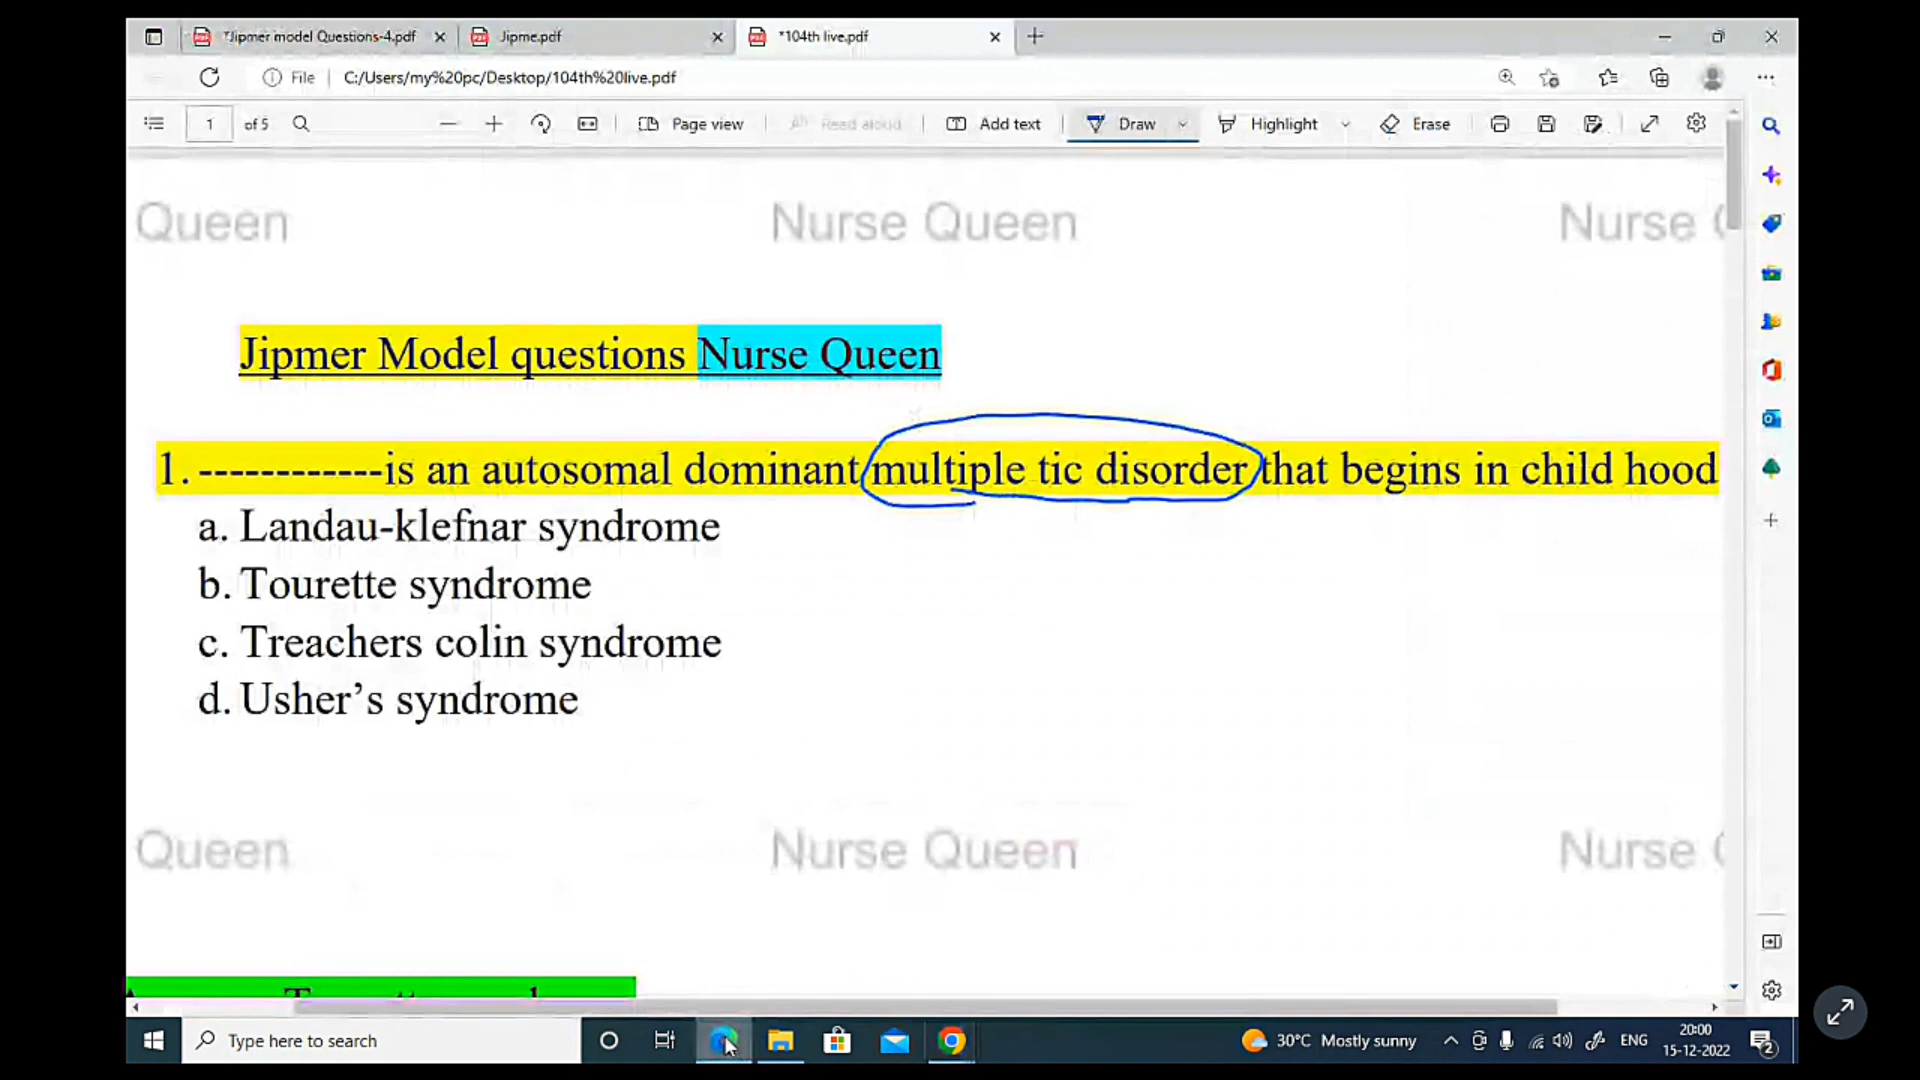 *Jipmer model Questions-4.pdf
Jipme.pdf
*104th live.pdf
File
C:/Users/my%20pc/Desktop/104th%20live.pdf
1 of 5
Page view
Read aloud
Add text
Draw
Highlight
Erase
Queen
Nurse Queen
Nurse
Jipmer Model questions Nurse Queen
1. ------------is an autosomal dominant multiple tic disorder that begins in child hood
a. Landau-klefnar syndrome
b. Tourette syndrome
c. Treachers colin syndrome
d. Usher’s syndrome
Queen
Nurse Queen
Nurse
Type here to search
30°C Mostly sunny
ENG
20:00
15-12-2022
2